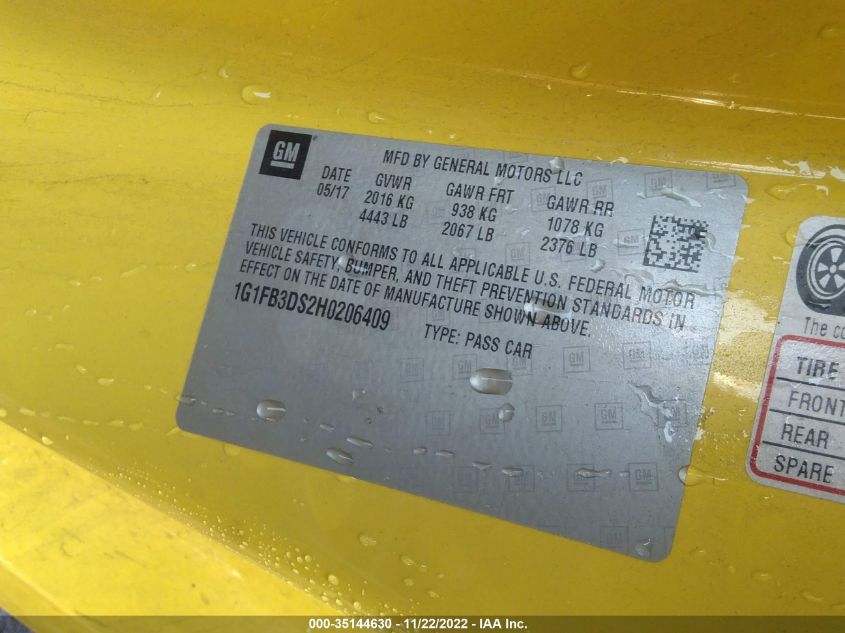 GM
MFD BY GENERAL MOTORS LLC
DATE GVWR GAWR FRT GAWR RR
05/17 2016 KG 938 KG 1078 KG
4443 LB 2067 LB 2376 LB
THIS VEHICLE CONFORMS TO ALL APPLICABLE U.S. FEDERAL MOTOR
VEHICLE SAFETY, BUMPER, AND THEFT PREVENTION STANDARDS IN
EFFECT ON THE DATE OF MANUFACTURE SHOWN ABOVE.
1G1FB3DS2H0206409 TYPE: PASS CAR
The co
TIRE
FRONT
REAR
SPARE
000-35144630 - 11/22/2022 - IAA Inc.